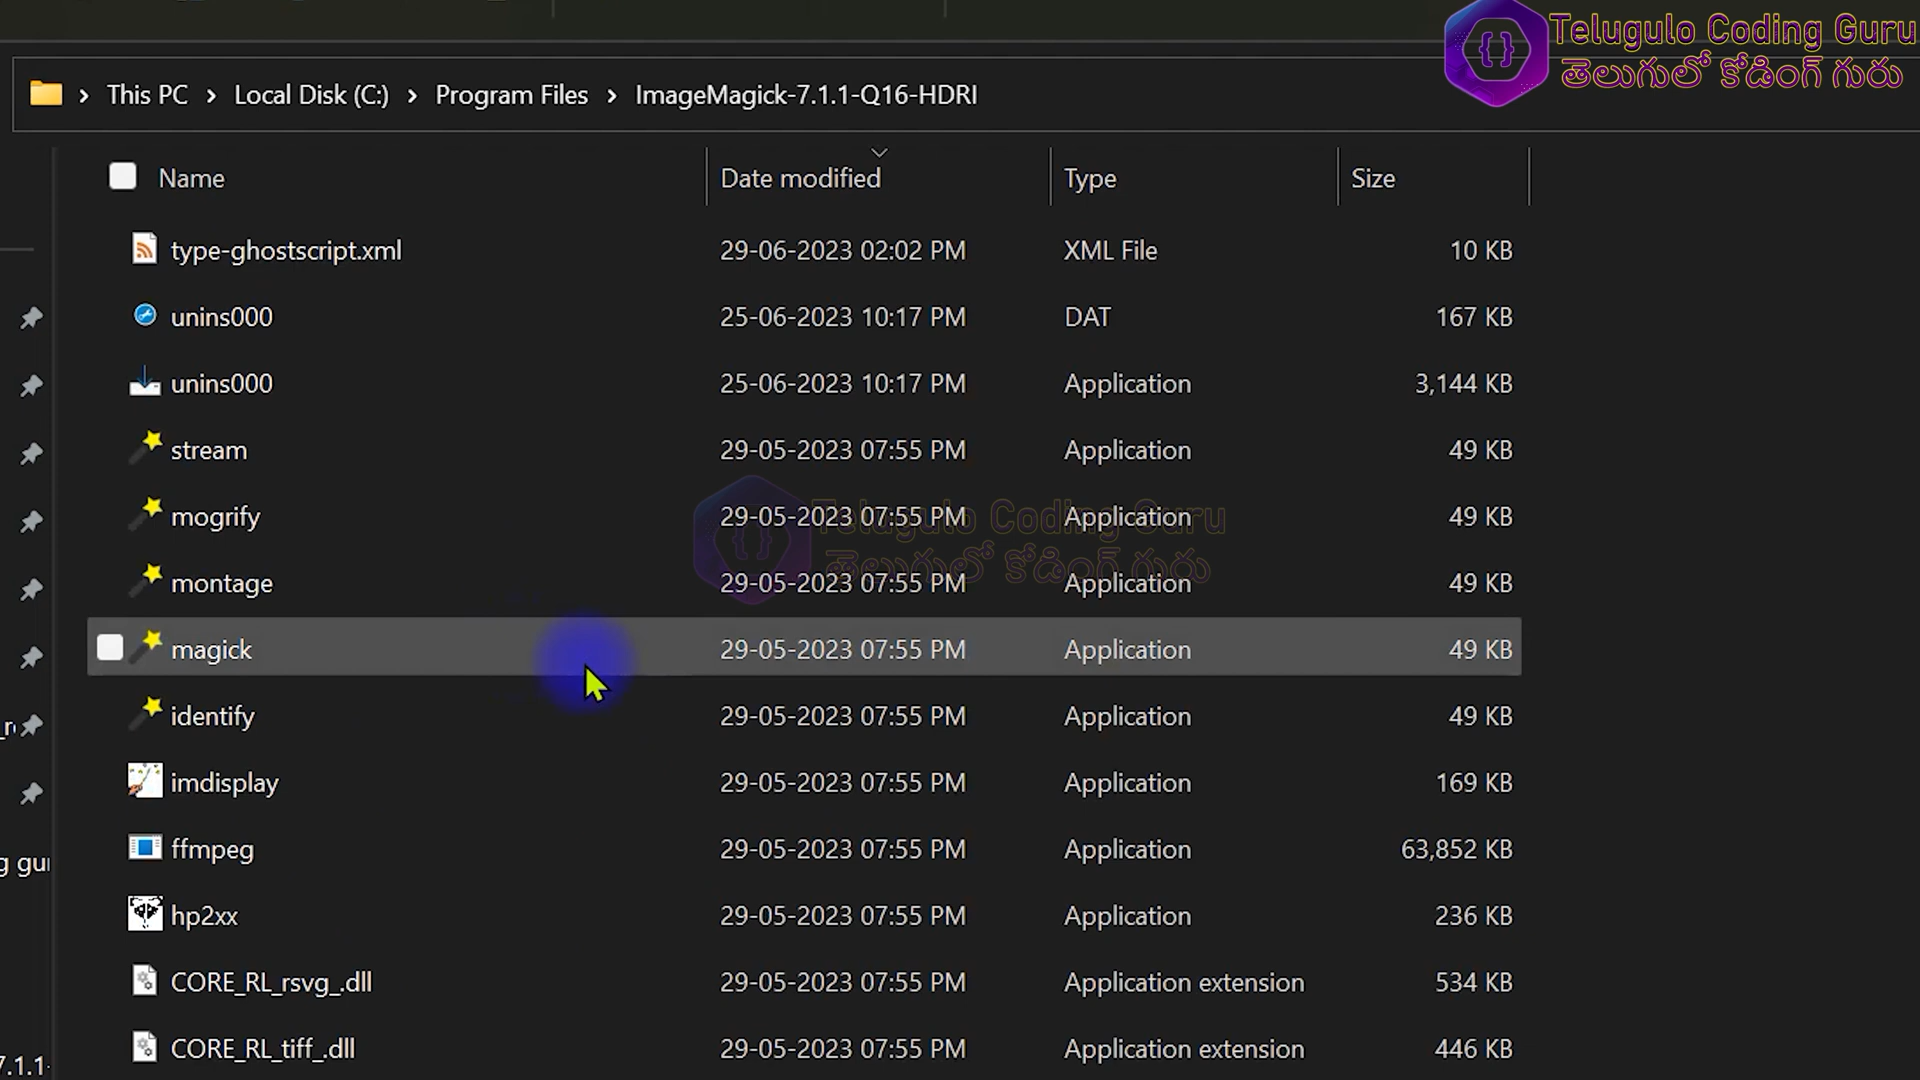 Telugulo Coding Guru
తెలుగులో కోడింగ్ గురు
This PC › Local Disk (C:) › Program Files › ImageMagick-7.1.1-Q16-HDRI
Name Date modified Type Size
type-ghostscript.xml 29-06-2023 02:02 PM XML File 10 KB
unins000 25-06-2023 10:17 PM DAT 167 KB
unins000 25-06-2023 10:17 PM Application 3,144 KB
stream 29-05-2023 07:55 PM Application 49 KB
mogrify 29-05-2023 07:55 PM Application 49 KB
Telugulo Coding Guru
తెలుగులో కోడింగ్ గురు
montage 29-05-2023 07:55 PM Application 49 KB
magick 29-05-2023 07:55 PM Application 49 KB
identify 29-05-2023 07:55 PM Application 49 KB
imdisplay 29-05-2023 07:55 PM Application 169 KB
ffmpeg 29-05-2023 07:55 PM Application 63,852 KB
g gur
hp2xx 29-05-2023 07:55 PM Application 236 KB
CORE_RL_rsvg_.dll 29-05-2023 07:55 PM Application extension 534 KB
CORE_RL_tiff_.dll 29-05-2023 07:55 PM Application extension 446 KB
7.1.1-